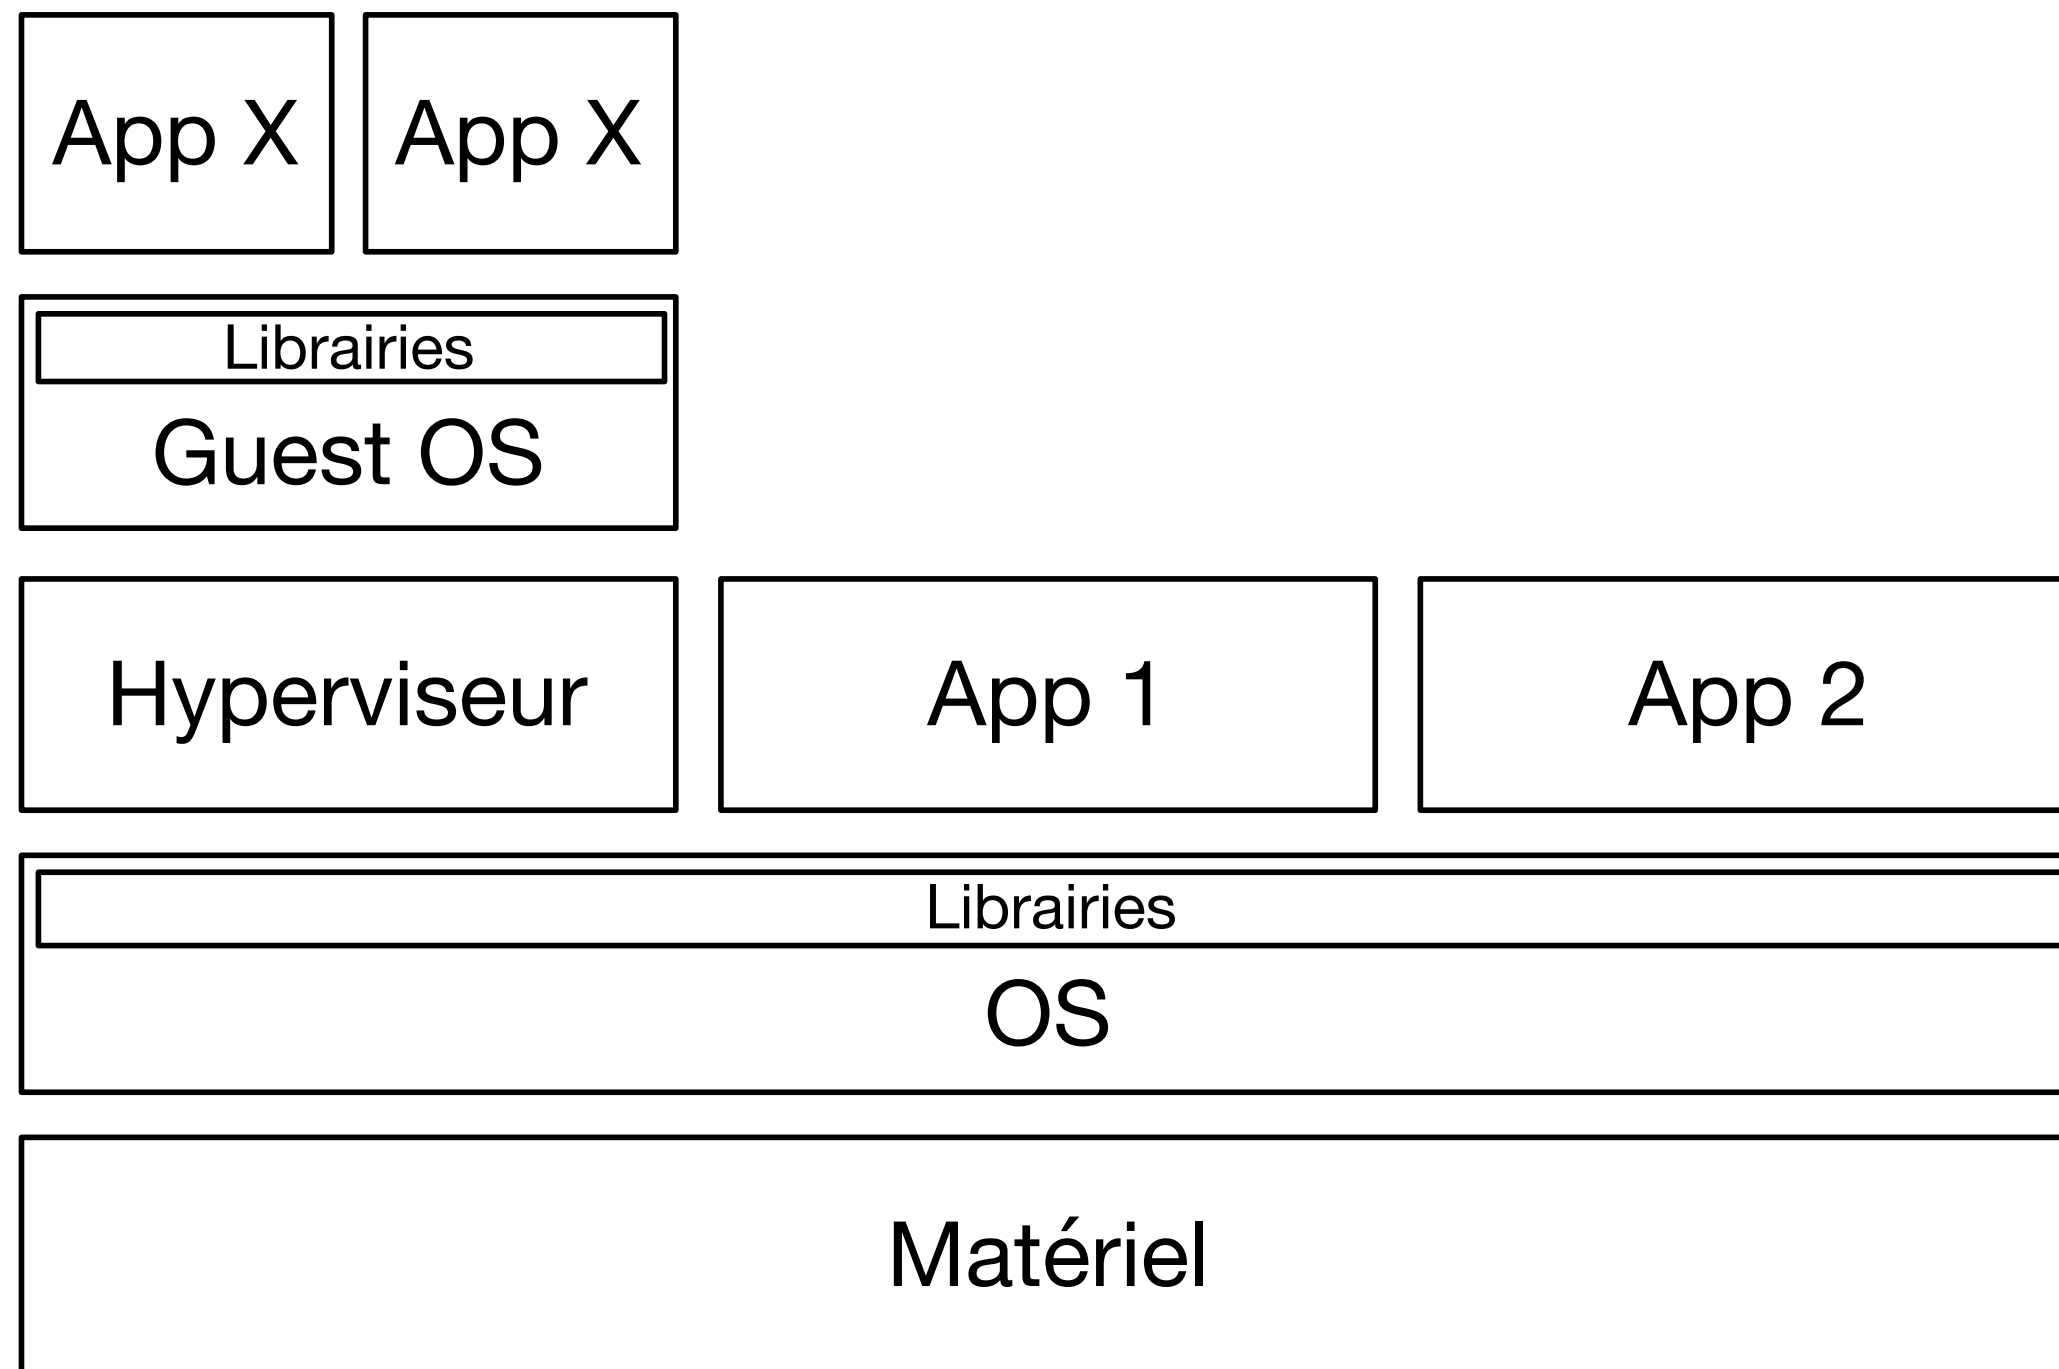 App X
App X
Librairies
Guest OS
Hyperviseur
App 1
App 2
Librairies
OS
Matériel